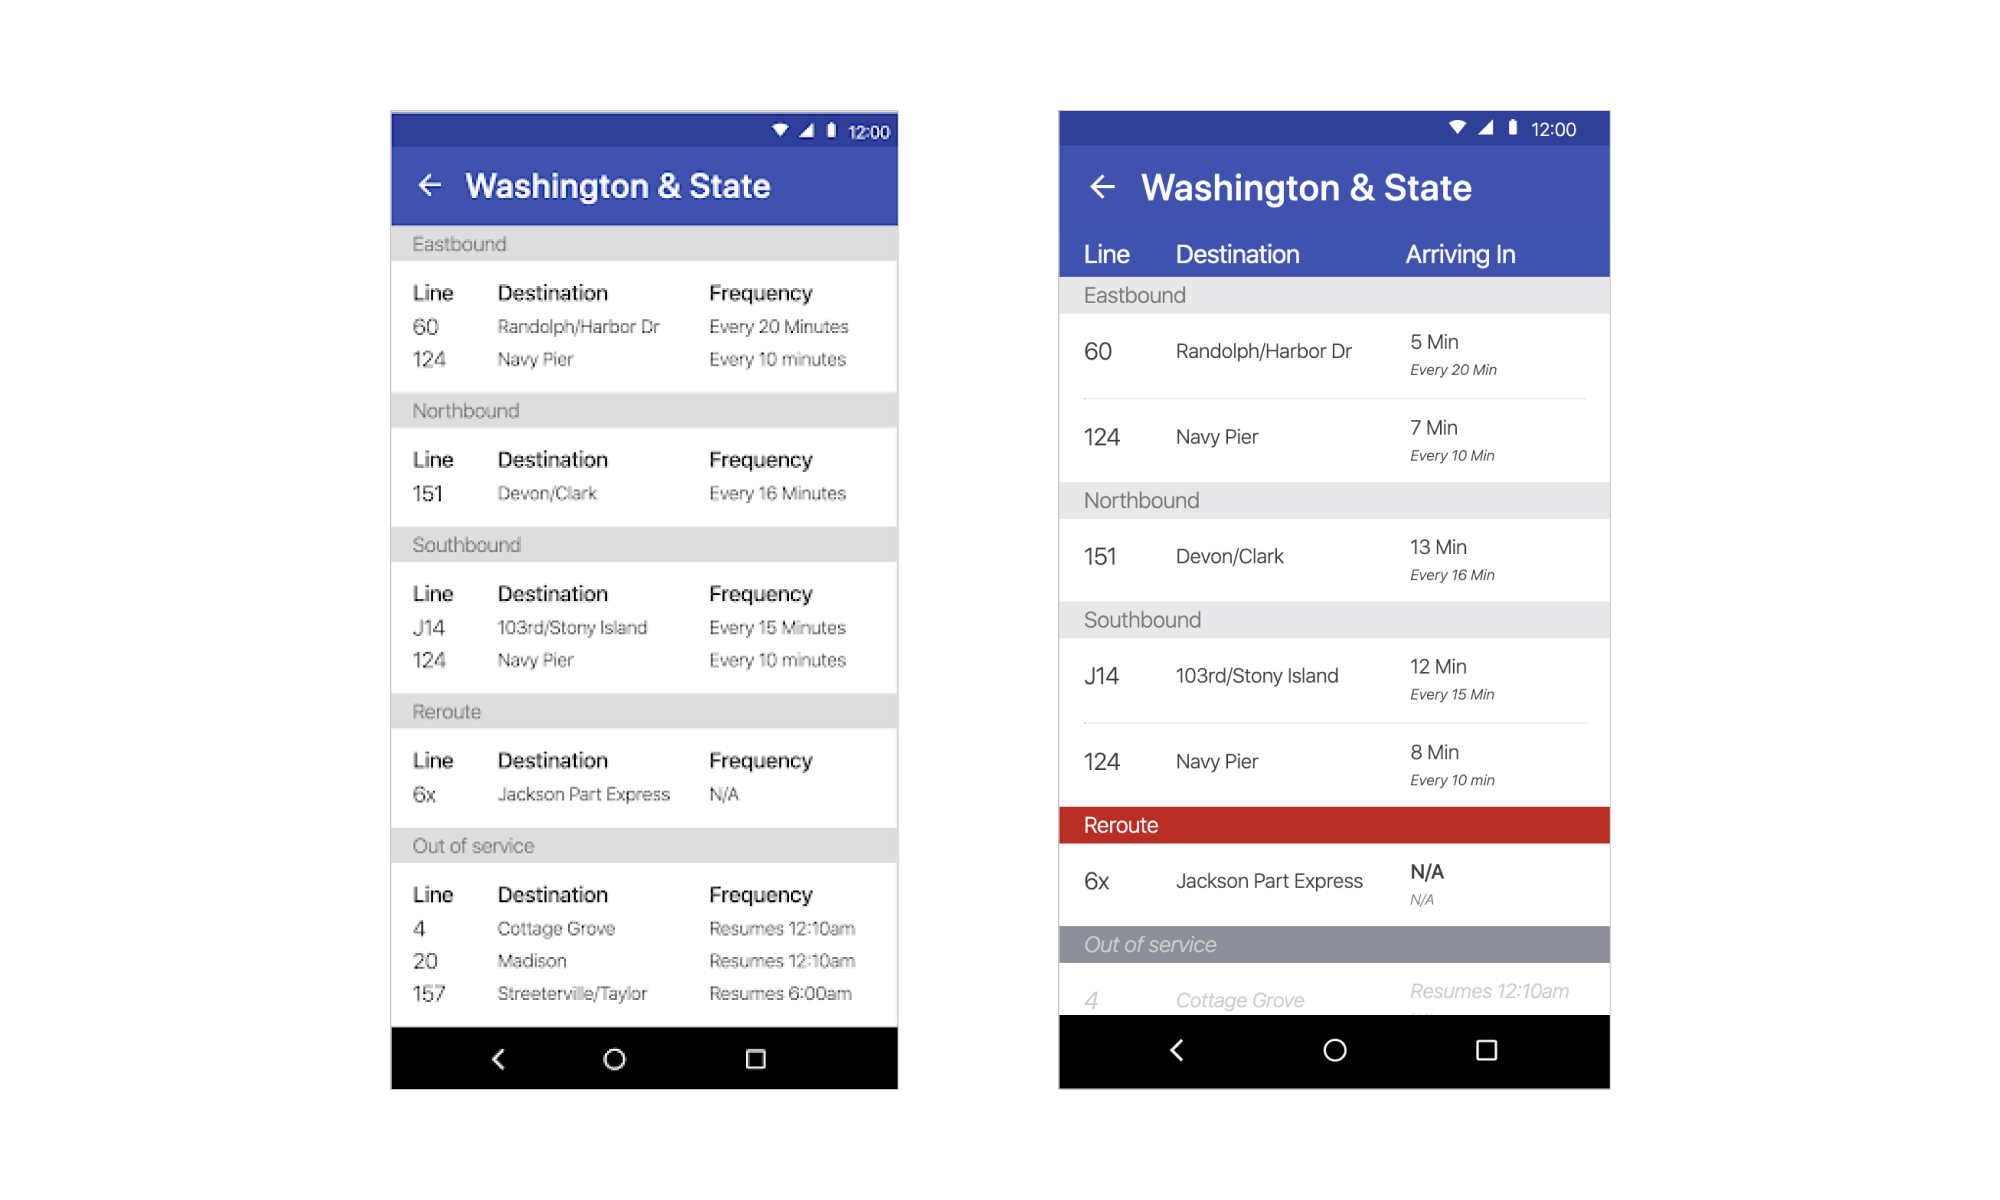 12:00
Washington & State
Eastbound
Line Destination Frequency
60 Randolph/Harbor Dr Every 20 Minutes
124 Navy Pier Every 10 minutes
Northbound
Line Destination Frequency
151 Devon/Clark Every 16 Minutes
Southbound
Line Destination Frequency
J14 103rd/Stony Island Every 15 Minutes
124 Navy Pier Every 10 minutes
Reroute
Line Destination Frequency
6x Jackson Part Express N/A
Out of service
Line Destination Frequency
4 Cottage Grove Resumes 12:10am
20 Madison Resumes 12:10am
157 Streeterville/Taylor Resumes 6:00am
12:00
Washington & State
Line Destination Arriving In
Eastbound
60 Randolph/Harbor Dr 5 Min
Every 20 Min
124 Navy Pier 7 Min
Every 10 Min
Northbound
151 Devon/Clark 13 Min
Every 16 Min
Southbound
J14 103rd/Stony Island 12 Min
Every 15 Min
124 Navy Pier 8 Min
Every 10 min
Reroute
6x Jackson Part Express N/A
N/A
Out of service
4 Cottage Grove Resumes 12:10am